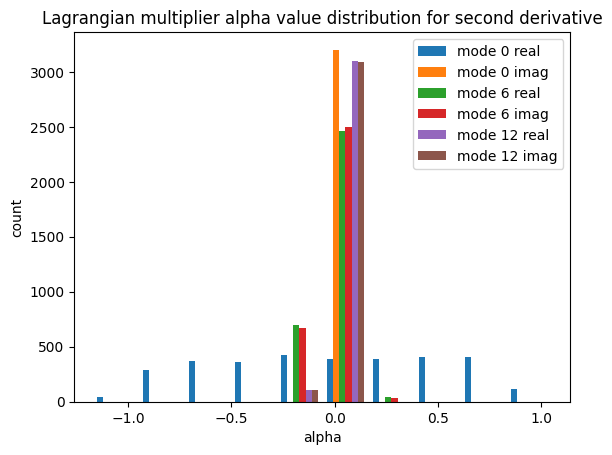 Lagrangian multiplier alpha value distribution for second derivative
mode 0 real
mode 0 imag
mode 6 real
mode 6 imag
mode 12 real
mode 12 imag
3000
2500
2000
1500
1000
500
0
count
−1.0 −0.5 0.0 0.5 1.0
alpha